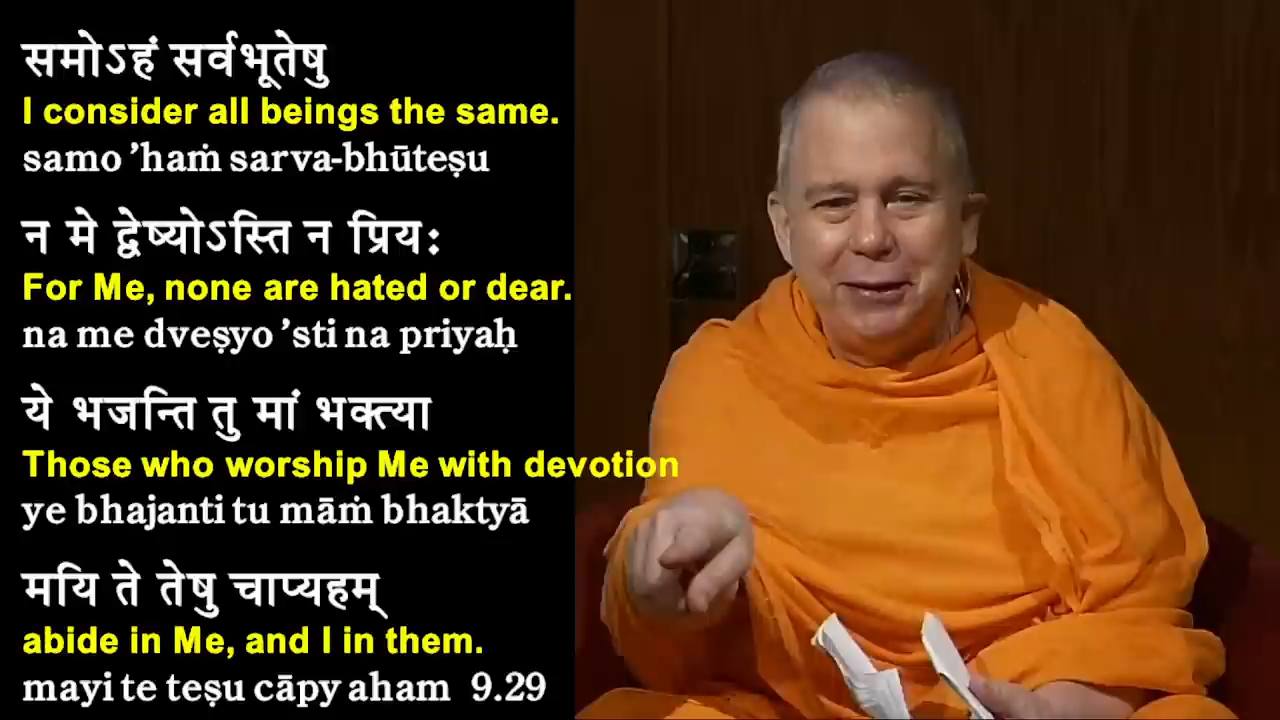 समोऽहं सर्वभूतेषु
I consider all beings the same.
samo ’haṁ sarva-bhūteṣu
न मे द्वेष्योऽस्ति न प्रियः
For Me, none are hated or dear.
na me dveṣyo ’sti na priyaḥ
ये भजन्ति तु मां भक्त्या
Those who worship Me with devotion
ye bhajanti tu māṁ bhaktyā
मयि ते तेषु चाप्यहम्
abide in Me, and I in them.
mayi te teṣu cāpy aham 9.29